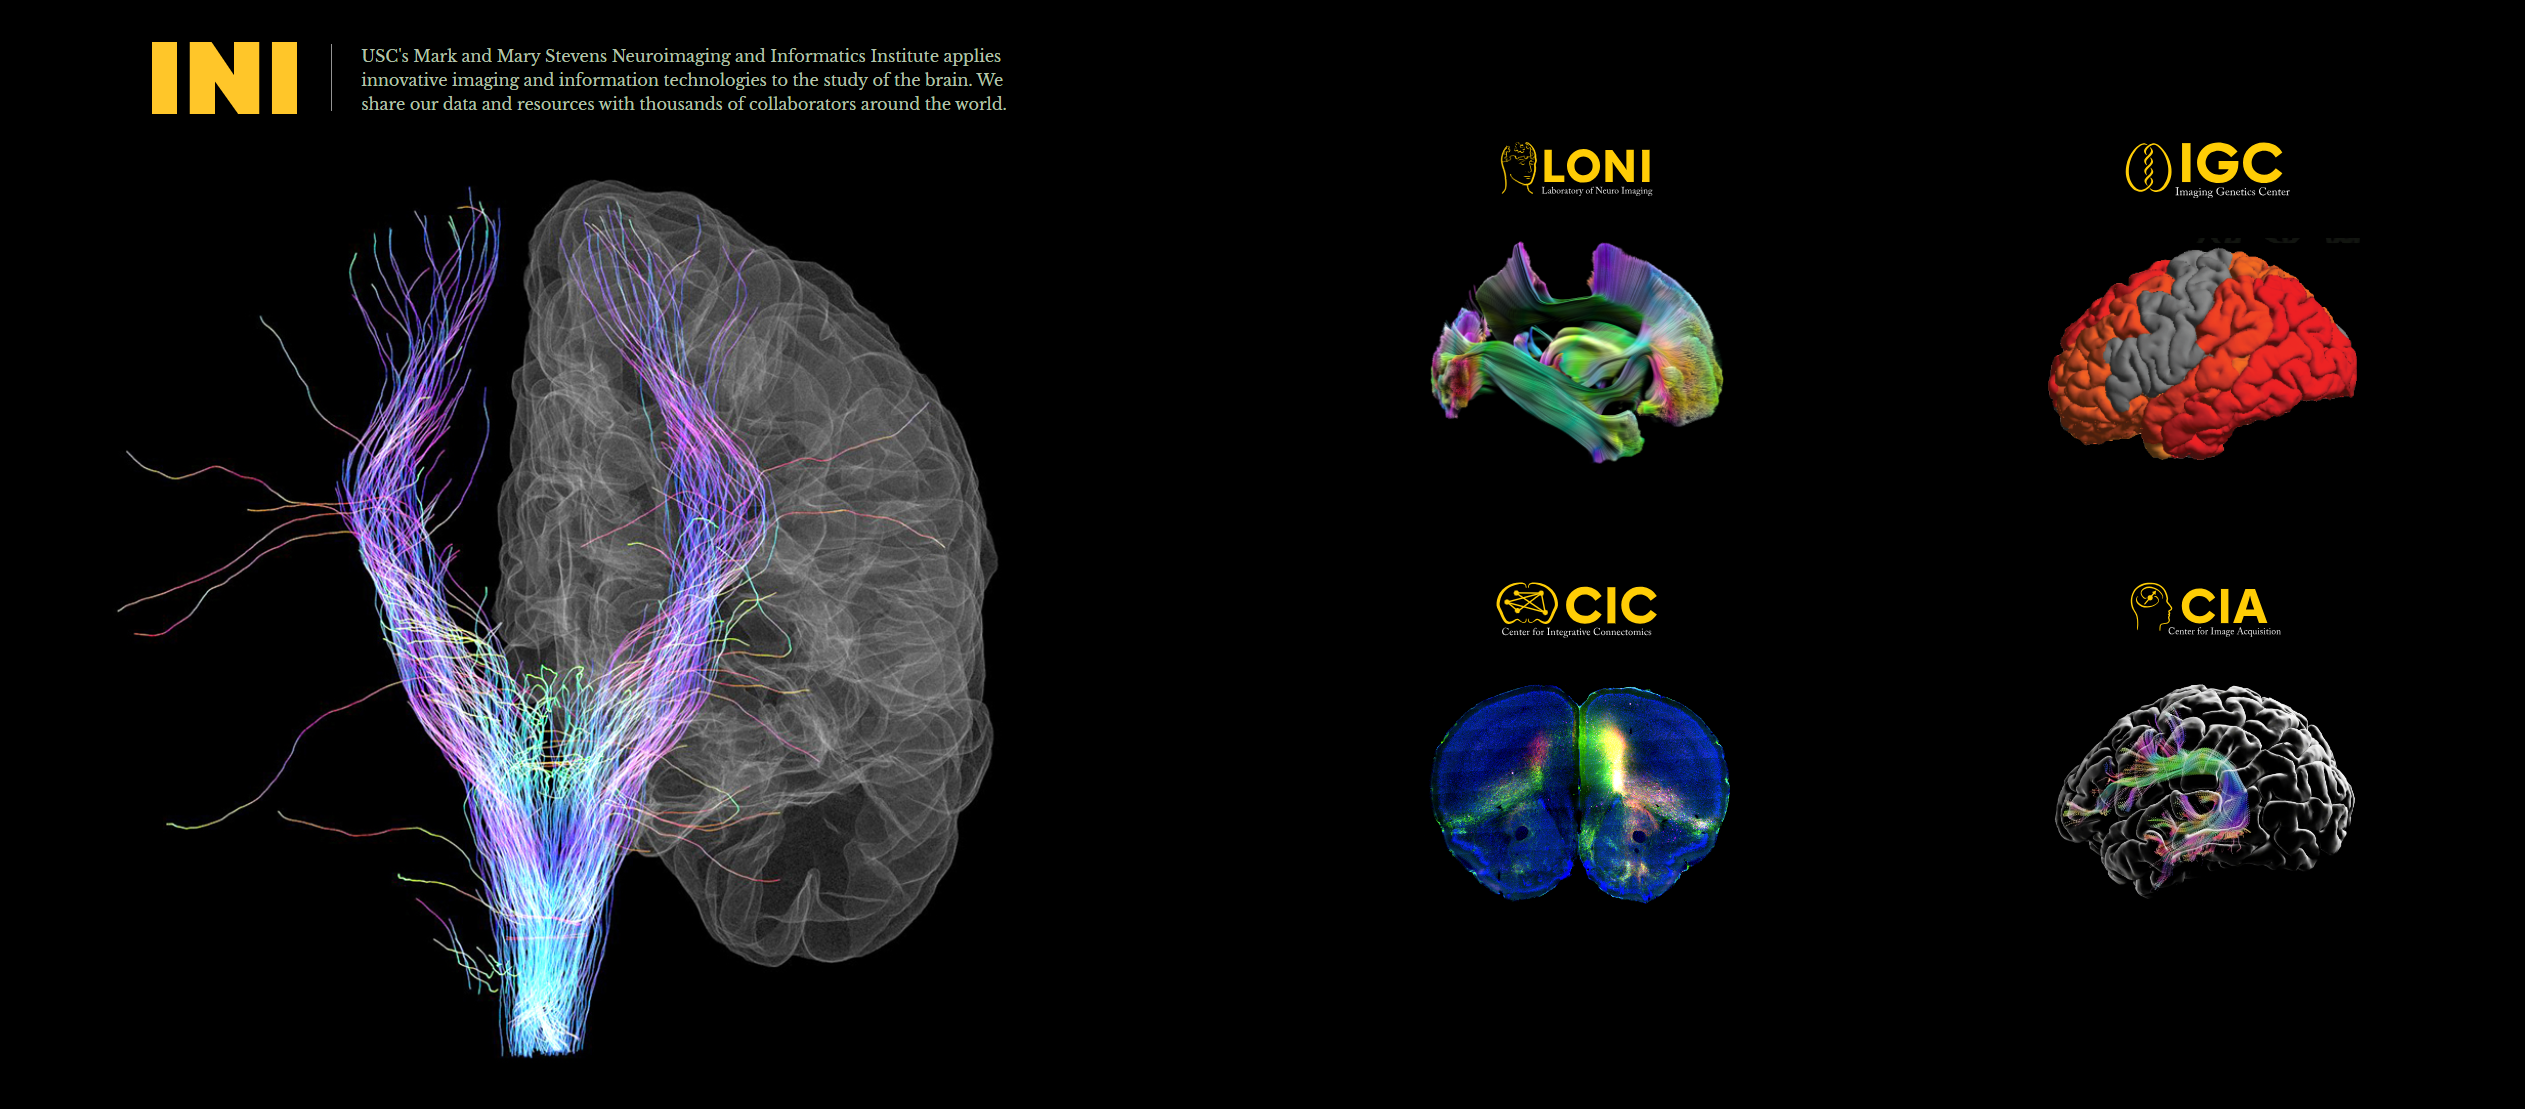 INI
USC's Mark and Mary Stevens Neuroimaging and Informatics Institute applies
innovative imaging and information technologies to the study of the brain. We
share our data and resources with thousands of collaborators around the world.
LONI
Laboratory of Neuro Imaging
IGC
Imaging Genetics Center
CIC
Center for Integrative Connectomics
CIA
Center for Image Acquisition